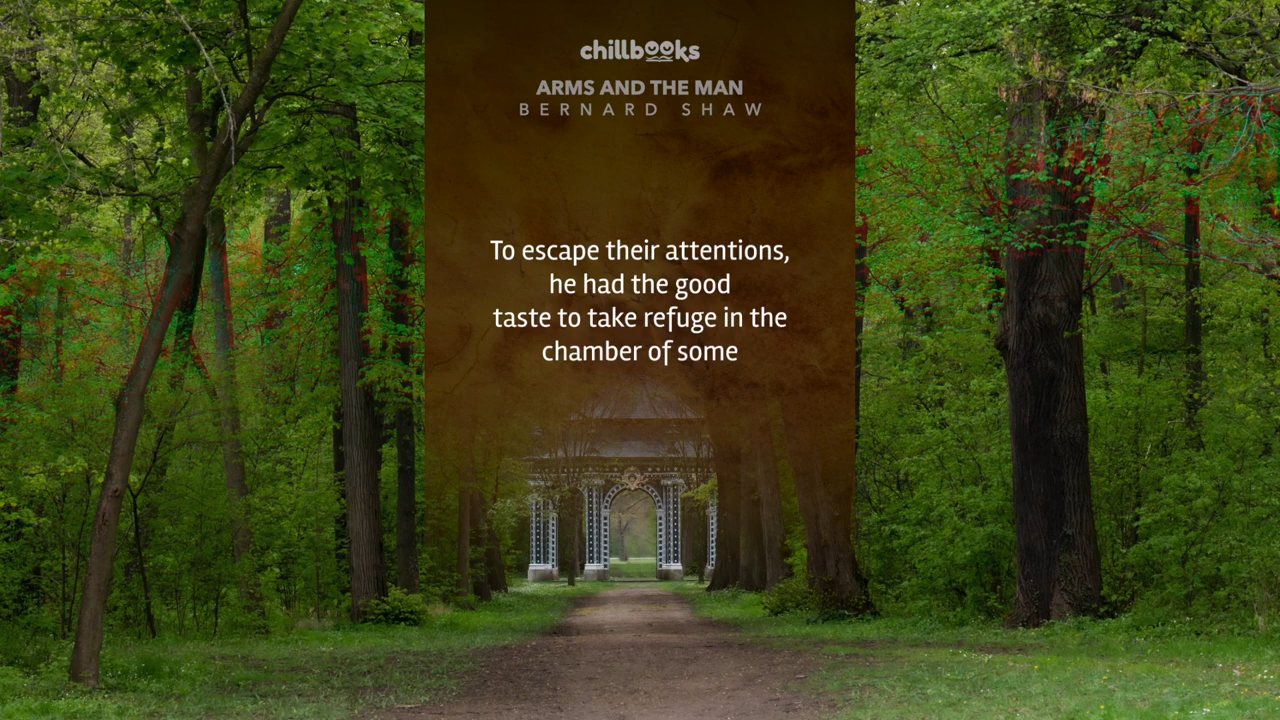 chillbooks
ARMS AND THE MAN
BERNARD SHAW
To escape their attentions,
he had the good
taste to take refuge in the
chamber of some